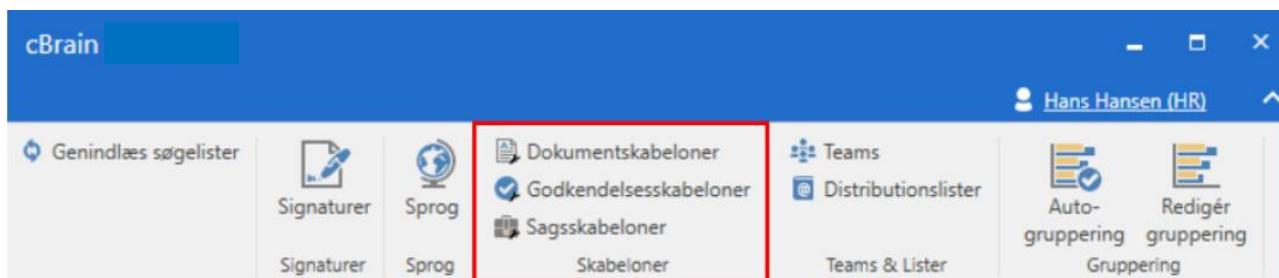 cBrain
Hans Hansen (HR)
Genindlæs søgelister
Signaturer
Signaturer
Sprog
Sprog
Dokumentskabeloner
Godkendelsesskabeloner
Sagsskabeloner
Skabeloner
Teams
Distributionslister
Teams & Lister
Auto-
gruppering
Redigér
gruppering
Gruppering